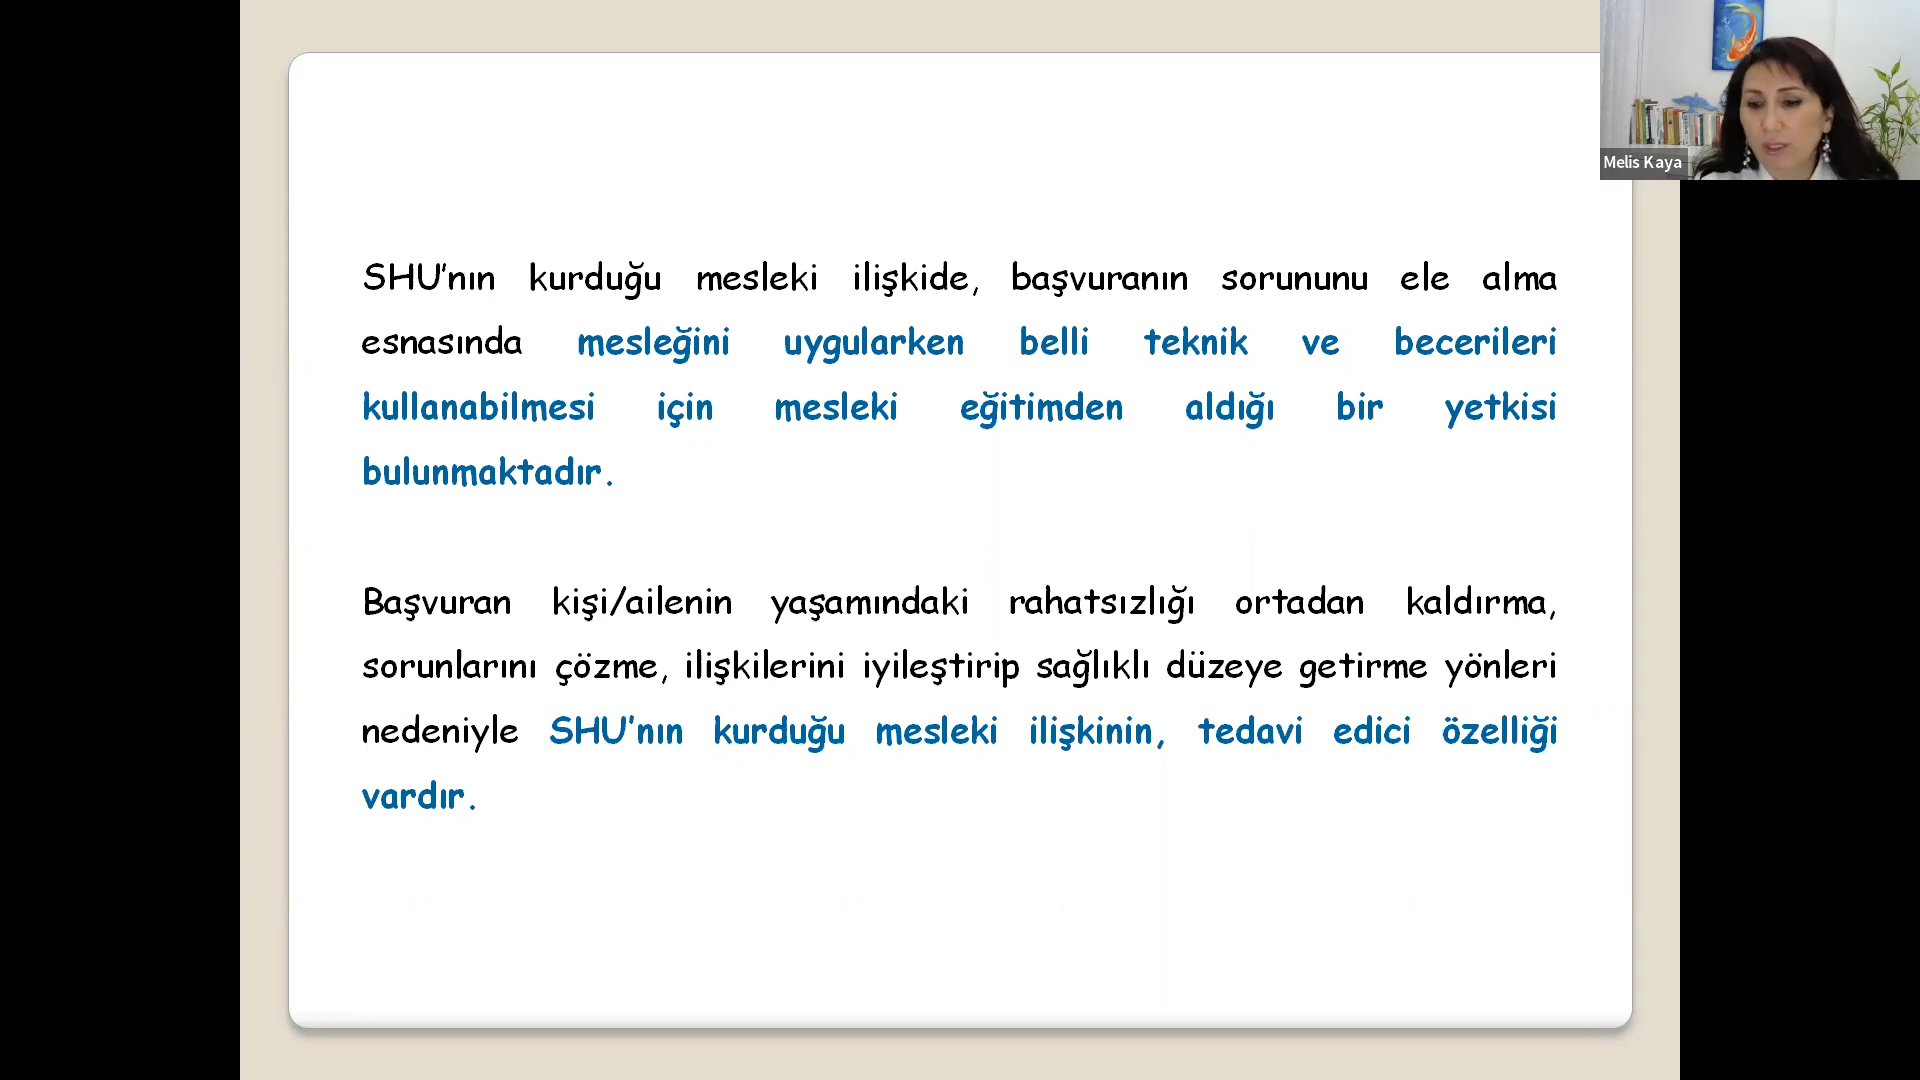 SHU'nın kurduğu mesleki ilişkide, başvuranın sorununu ele alma
esnasında mesleğini uygularken belli teknik ve becerileri
kullanabilmesi için mesleki eğitimden aldığı bir yetkisi
bulunmaktadır.
Başvuran kişi/ailenin yaşamındaki rahatsızlığı ortadan kaldırma,
sorunlarını çözme, ilişkilerini iyileştirip sağlıklı düzeye getirme yönleri
nedeniyle SHU'nın kurduğu mesleki ilişkinin, tedavi edici özelliği
vardır.
Melis Kaya